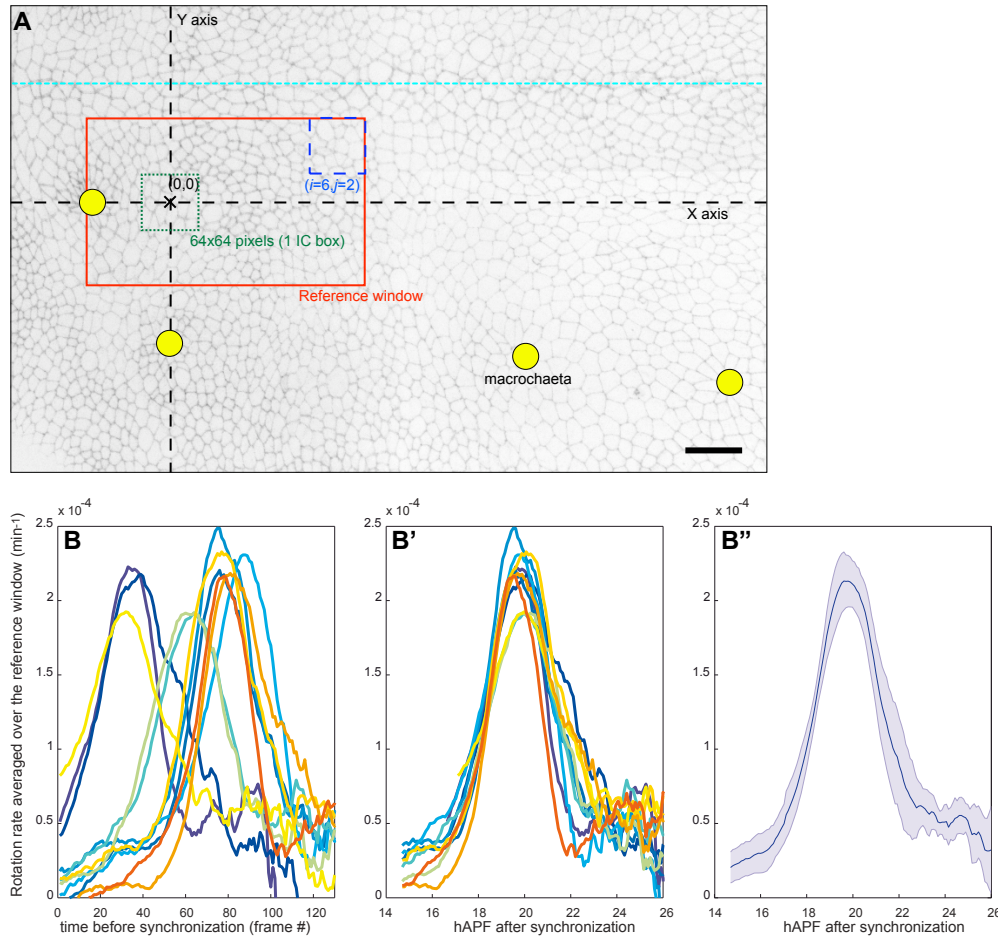 A
Y axis
(0,0)
(i=6,j=2)
X axis
64x64 pixels (1 IC box)
Reference window
macrochaeta
x 10-4
x 10-4
x 10-4
B
B’
B”
Rotation rate averaged over the reference window (min-1)
2.5
2
1.5
1
0.5
0
0 20 40 60 80 100 120
time before synchronization (frame #)
2.5
2
1.5
1
0.5
0
14 16 18 20 22 24 26
hAPF after synchronization
2.5
2
1.5
1
0.5
0
14 16 18 20 22 24 26
hAPF after synchronization